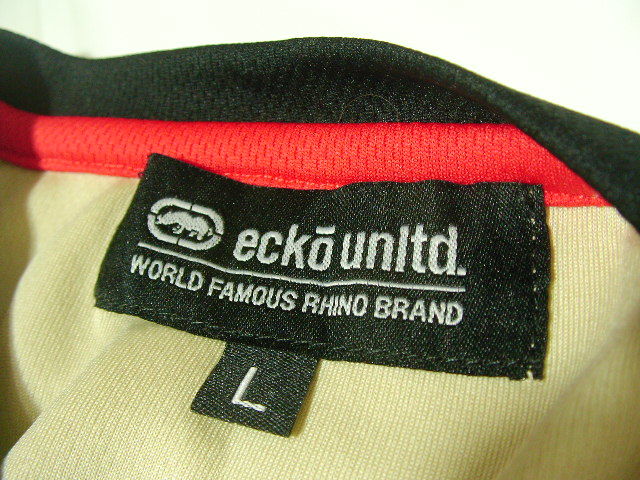 eckō unltd.
WORLD FAMOUS RHINO BRAND
L